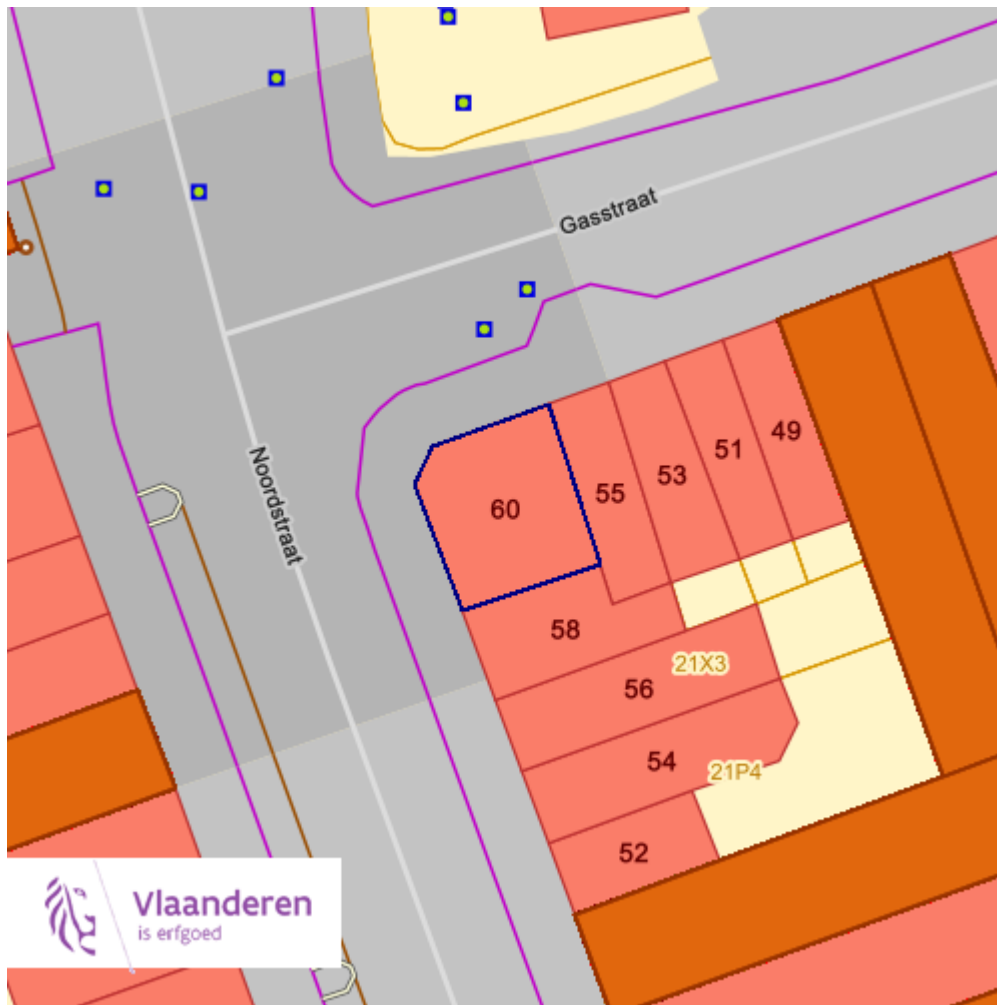 Gasstraat
Noordstraat
49
51
53
55
60
58
21X3
56
54
21P4
52
Vlaanderen
is erfgoed